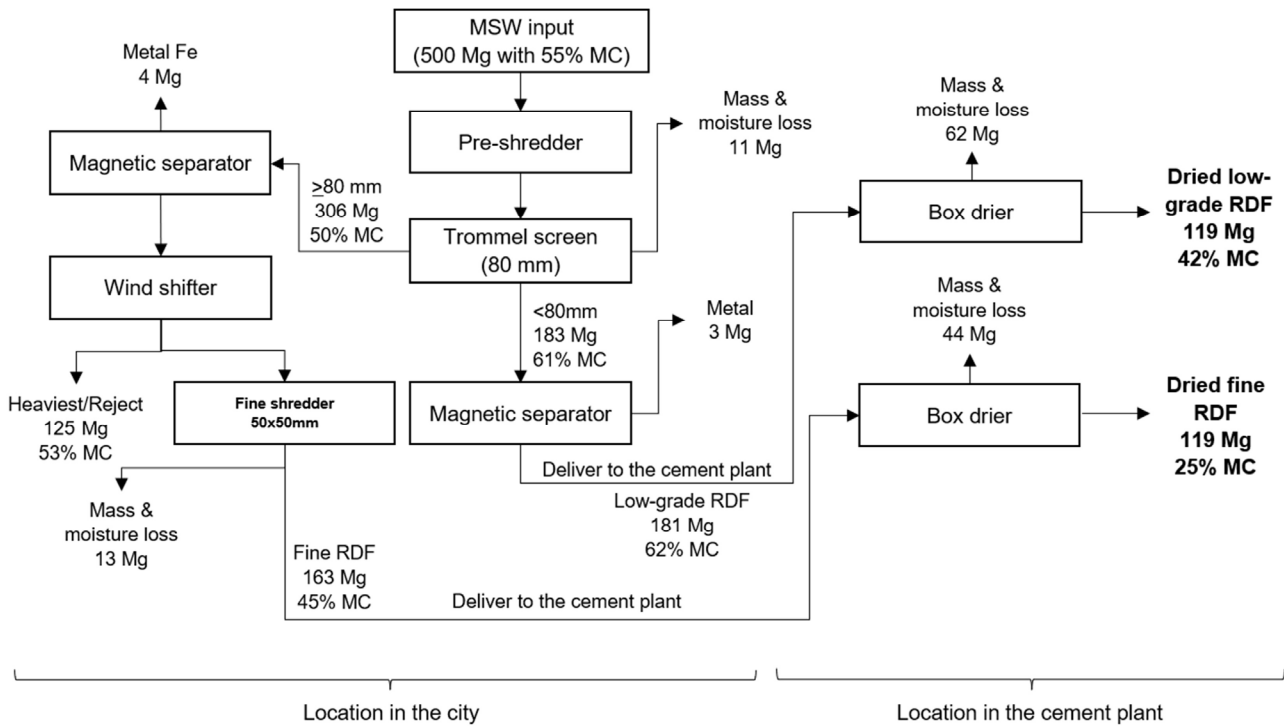 MSW input
(500 Mg with 55% MC)
Metal Fe
4 Mg
Pre-shredder
Mass &
moisture loss
11 Mg
Magnetic separator
≥80 mm
306 Mg
50% MC
Trommel screen
(80 mm)
Wind shifter
<80mm
183 Mg
61% MC
Metal
3 Mg
Heaviest/Reject
125 Mg
53% MC
Fine shredder
50x50mm
Magnetic separator
Mass &
moisture loss
13 Mg
Fine RDF
163 Mg
45% MC
Deliver to the cement plant
Low-grade RDF
181 Mg
62% MC
Deliver to the cement plant
Mass &
moisture loss
62 Mg
Box drier
Dried low-
grade RDF
119 Mg
42% MC
Mass &
moisture loss
44 Mg
Box drier
Dried fine
RDF
119 Mg
25% MC
Location in the city
Location in the cement plant